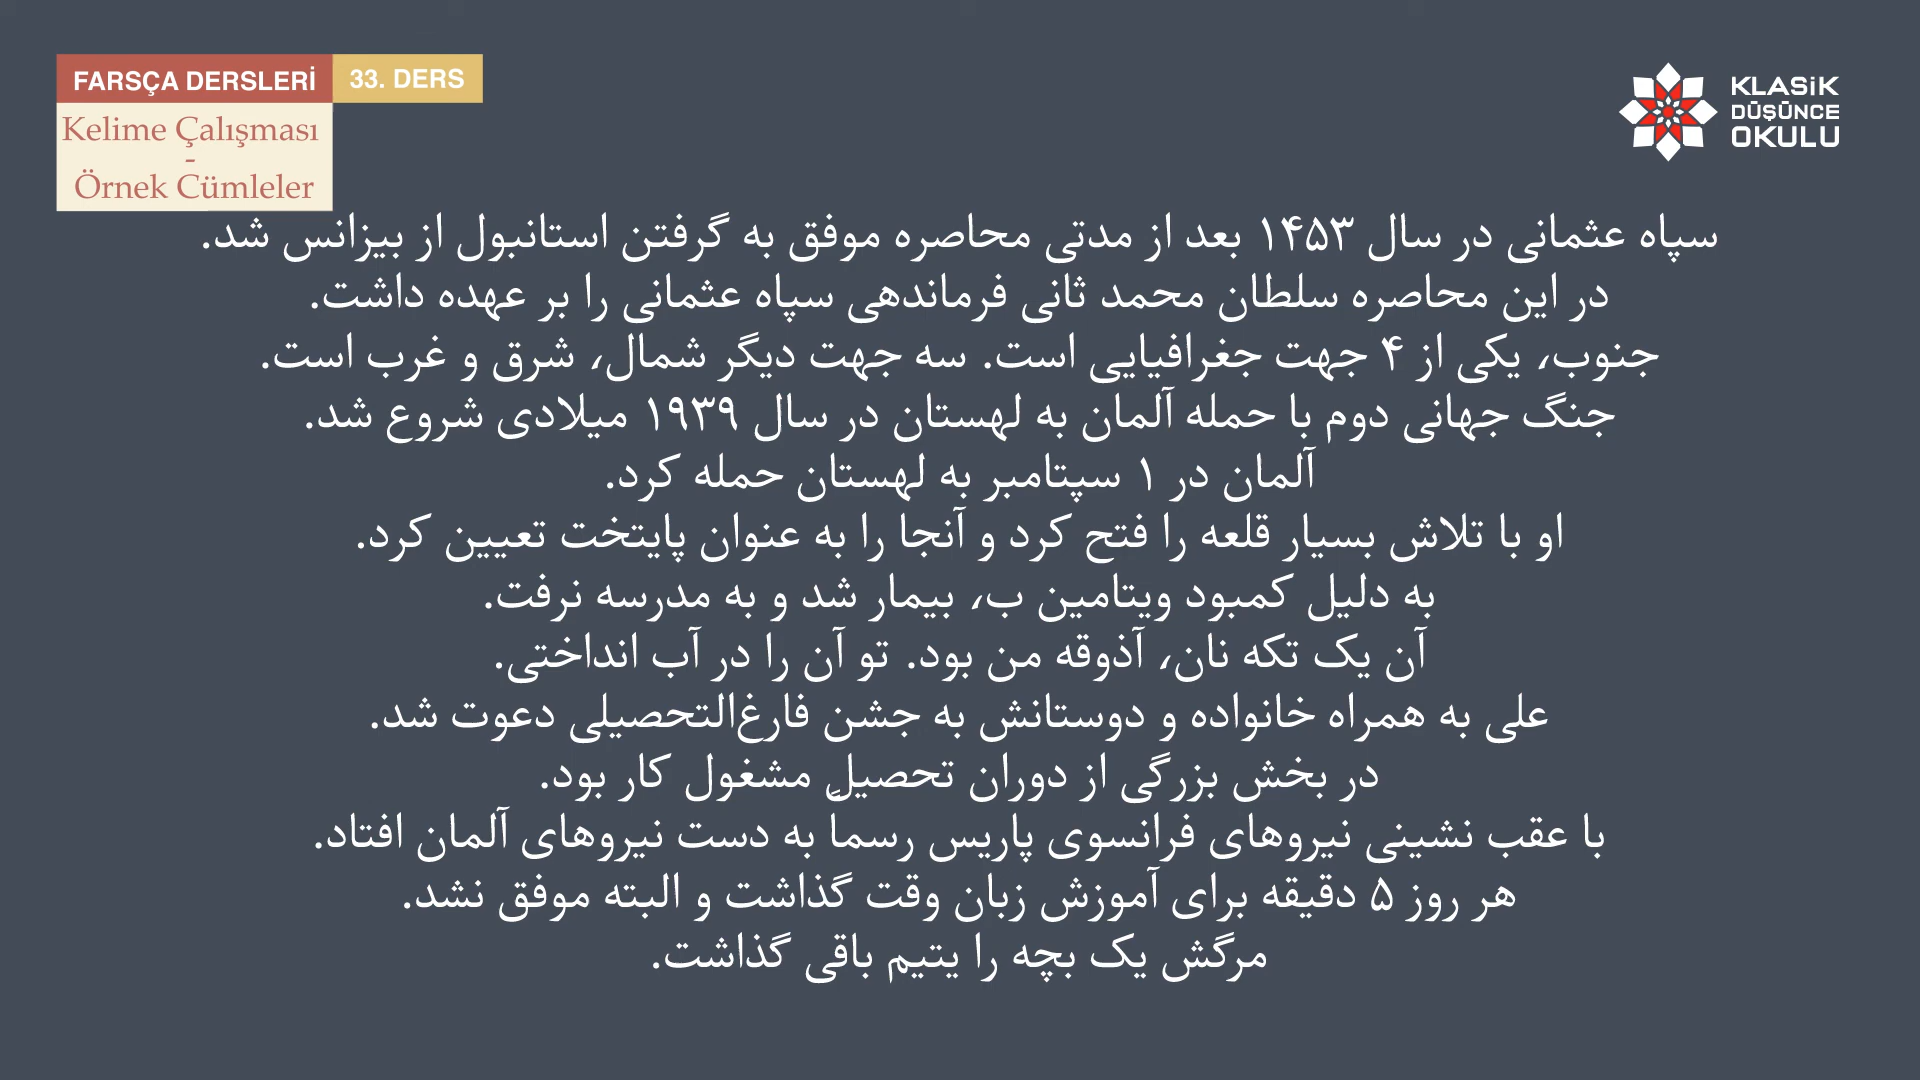 FARSÇA DERSLERİ 33. DERS
Kelime Çalışması
-
Örnek Cümleler
KLASİK
DÜŞÜNCE
OKULU
سپاه عثمانی در سال ۱۴۵۳ بعد از مدتی محاصره موفق به گرفتن استانبول از بیزانس شد.
در این محاصره سلطان محمد ثانی فرماندهی سپاه عثمانی را بر عهده داشت.
جنوب، یکی از ۴ جهت جغرافیایی است. سه جهت دیگر شمال، شرق و غرب است.
جنگ جهانی دوم با حمله آلمان به لهستان در سال ۱۹۳۹ میلادی شروع شد.
آلمان در ۱ سپتامبر به لهستان حمله کرد.
او با تلاش بسیار قلعه را فتح کرد و آنجا را به عنوان پایتخت تعیین کرد.
به دلیل کمبود ویتامین ب، بیمار شد و به مدرسه نرفت.
آن یک تکه نان، آذوقه من بود. تو آن را در آب انداختی.
علی به همراه خانواده و دوستانش به جشن فارغ‌التحصیلی دعوت شد.
در بخش بزرگی از دوران تحصیلٍ مشغول کار بود.
با عقب نشینی نیروهای فرانسوی پاریس رسماً به دست نیروهای آلمان افتاد.
هر روز ۵ دقیقه برای آموزش زبان وقت گذاشت و البته موفق نشد.
مرگش یک بچه را یتیم باقی گذاشت.